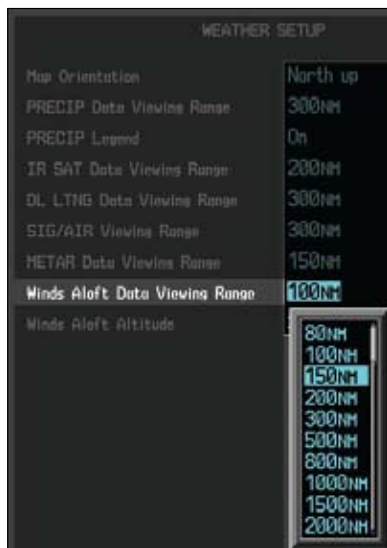 WEATHER SETUP
Map Orientation North up
PRECIP Data Viewing Range 300NM
PRECIP Legend On
IR SAT Data Viewing Range 200NM
DL LTNG Data Viewing Range 300NM
SIG/AIR Viewing Range 300NM
METAR Data Viewing Range 150NM
Winds Aloft Data Viewing Range 100NM
Winds Aloft Altitude
80NM
100NM
150NM
200NM
300NM
500NM
800NM
1000NM
1500NM
2000NM